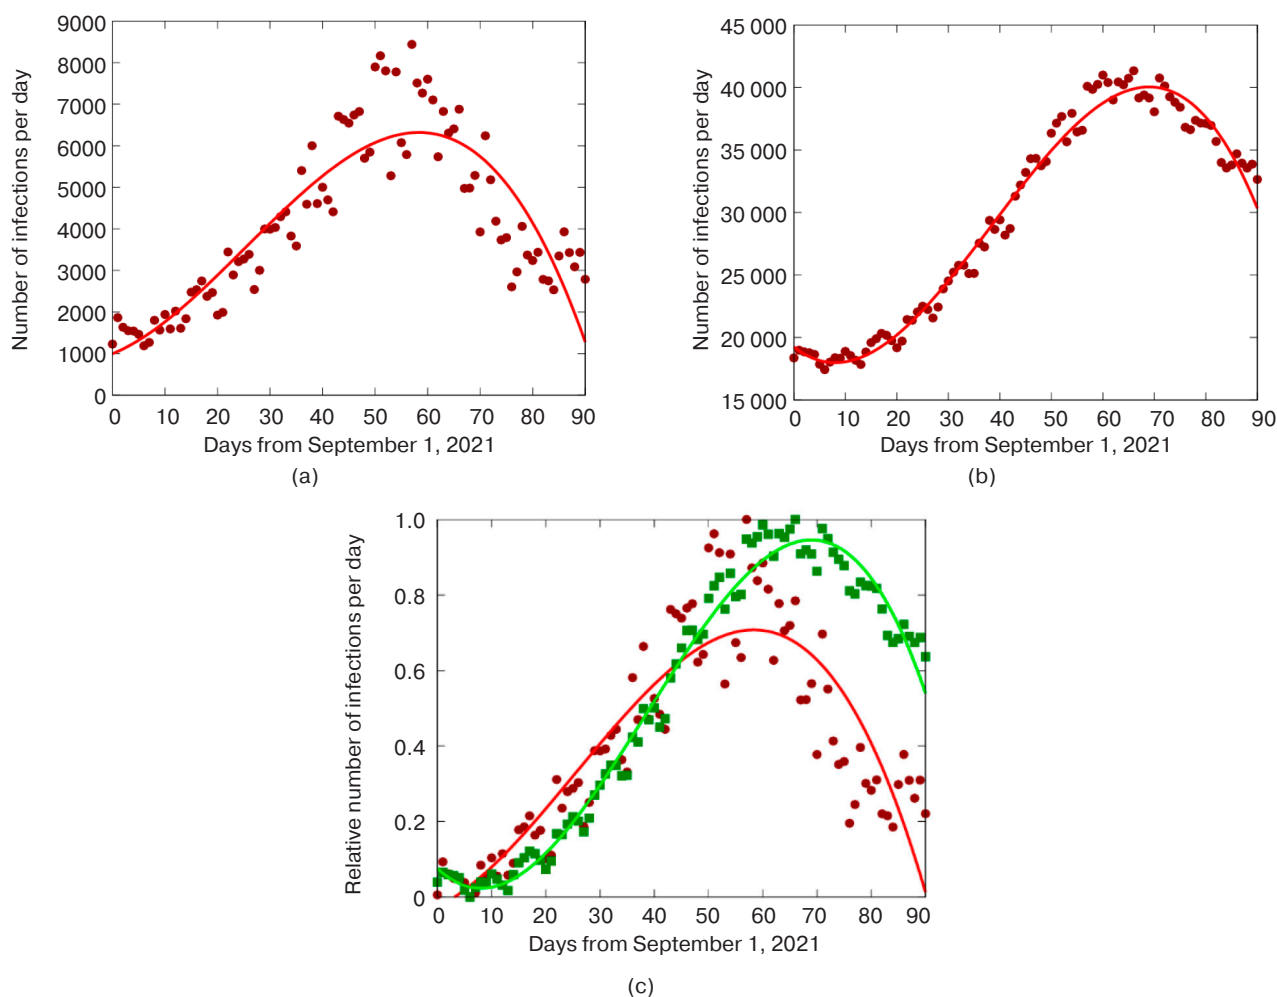 Number of infections per day
9000
8000
7000
6000
5000
4000
3000
2000
1000
0
0 10 20 30 40 50 60 70 80 90
Days from September 1, 2021
(a)
Number of infections per day
45 000
40 000
35 000
30 000
25 000
20 000
15 000
0 10 20 30 40 50 60 70 80 90
Days from September 1, 2021
(b)
Relative number of infections per day
1.0
0.8
0.6
0.4
0.2
0
0 10 20 30 40 50 60 70 80 90
Days from September 1, 2021
(c)